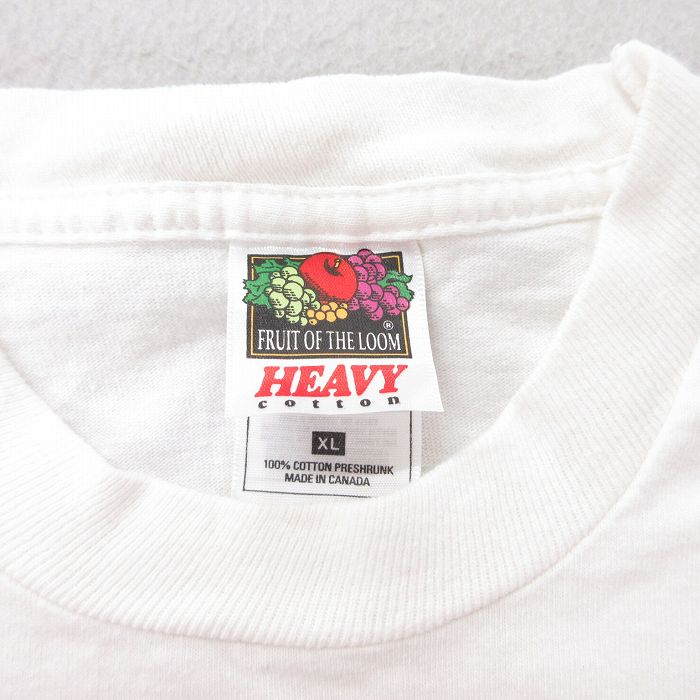 FRUIT OF THE LOOM ®
HEAVY
cotton
XL
100% COTTON PRESHRUNK
MADE IN CANADA